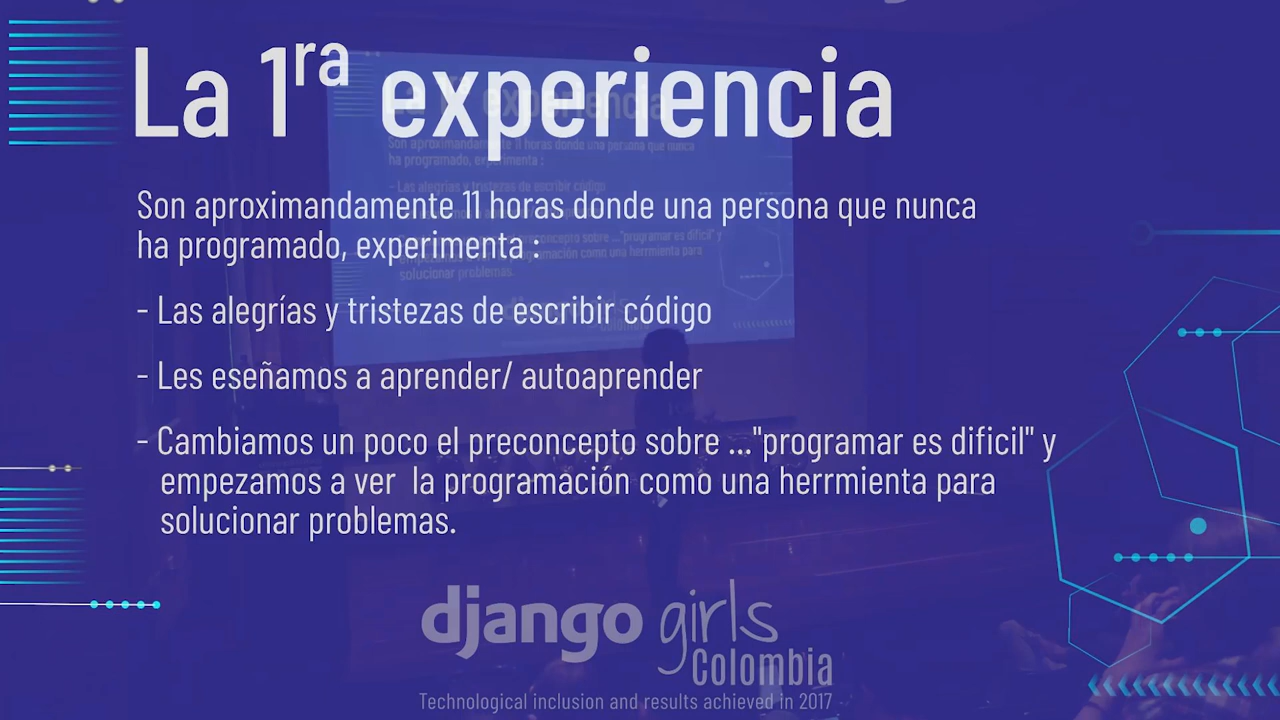 La 1ra experiencia
Son aproximandamente 11 horas donde una persona que nunca
ha programado, experimenta :
- Las alegrías y tristezas de escribir código
- Les eseñamos a aprender/ autoaprender
- Cambiamos un poco el preconcepto sobre ..."programar es dificil" y
empezamos a ver la programación como una herrmienta para
solucionar problemas.
django girls
Colombia
Technological inclusion and results achieved in 2017